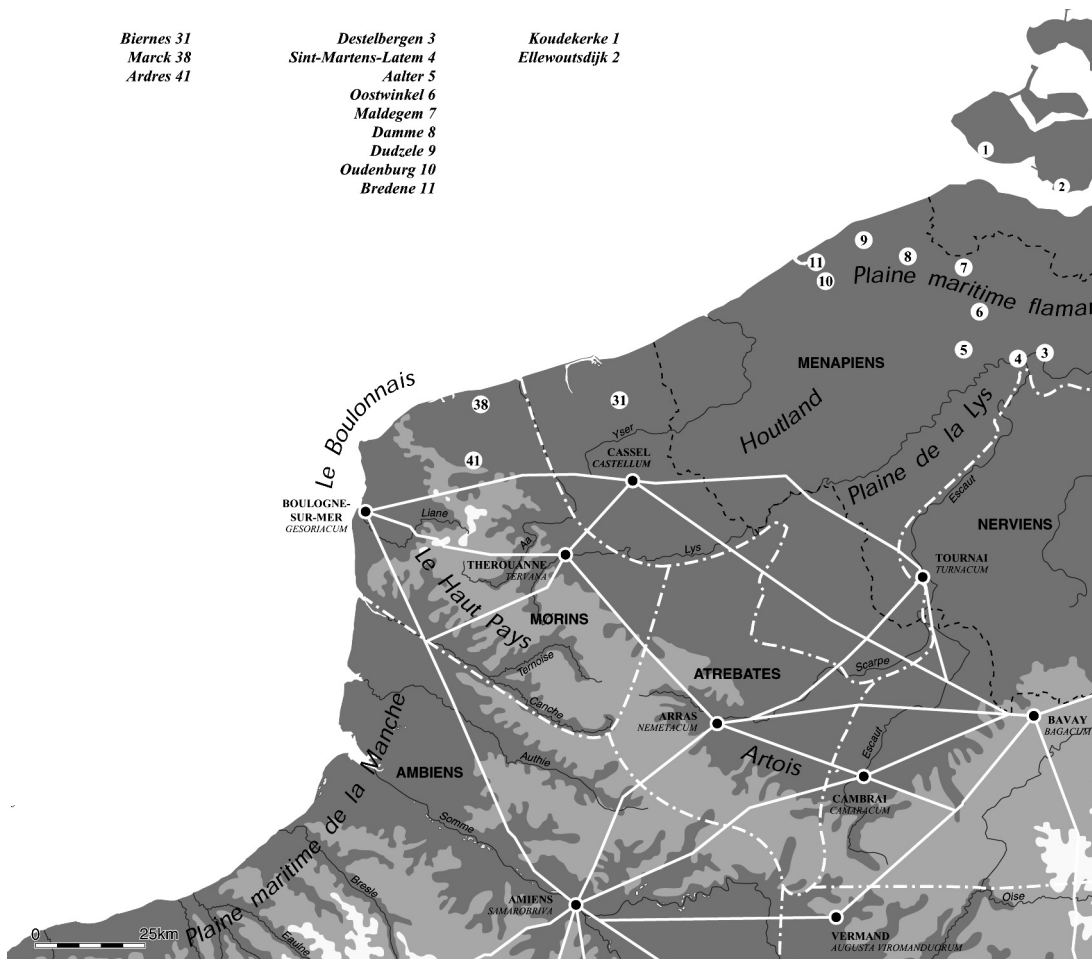 Biernes 31
Marck 38
Ardres 41
Destelbergen 3
Sint-Martens-Latem 4
Aalter 5
Oostwinkel 6
Maldegem 7
Damme 8
Dudzele 9
Oudenburg 10
Bredene 11
Koudekerke 1
Ellewoutsdijk 2
1
2
9
8
11
7
10
Plaine maritime flamar
6
5
4
3
MENAPIENS
Le Boulonnais
38
31
Houtland
Plaine de la Lys
Yser
41
CASSEL
CASTELLUM
Escaut
BOULOGNE-
SUR-MER
GESORIACUM
Liane
NERVIENS
Aa
Lys
THEROUANNE
TERVANA
TOURNAI
TURNACUM
Le Haut Pays
MØRINS
Ternoise
Scarpe
ATREBATES
Canche
ARRAS
NEMETACUM
BAVAY
BAGACUM
Plaine maritime de la Manche
Artois
Escaut
AMBIENS
Authie
CAMBRAI
CAMARACUM
Somme
Bresle
AMIENS
SAMAROBRIVA
Oise
VERMAND
AUGUSTA VIROMANDUORUM
Eaulne
0 25km